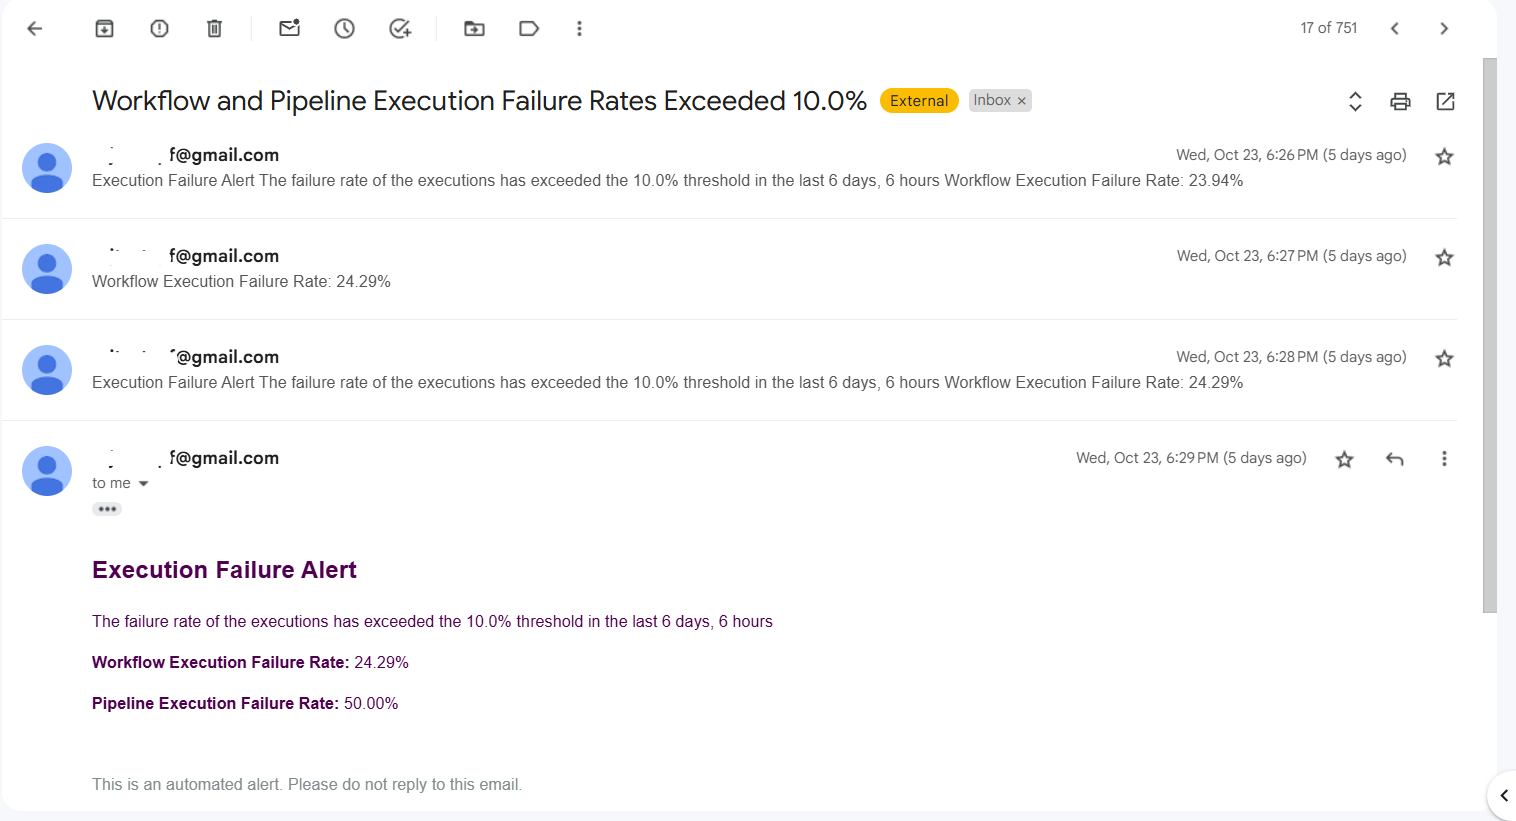 17 of 751
Workflow and Pipeline Execution Failure Rates Exceeded 10.0% External Inbox ×
f@gmail.com Wed, Oct 23, 6:26 PM (5 days ago)
Execution Failure Alert The failure rate of the executions has exceeded the 10.0% threshold in the last 6 days, 6 hours Workflow Execution Failure Rate: 23.94%
f@gmail.com Wed, Oct 23, 6:27 PM (5 days ago)
Workflow Execution Failure Rate: 24.29%
@gmail.com Wed, Oct 23, 6:28 PM (5 days ago)
Execution Failure Alert The failure rate of the executions has exceeded the 10.0% threshold in the last 6 days, 6 hours Workflow Execution Failure Rate: 24.29%
f@gmail.com Wed, Oct 23, 6:29 PM (5 days ago)
to me
Execution Failure Alert
The failure rate of the executions has exceeded the 10.0% threshold in the last 6 days, 6 hours
Workflow Execution Failure Rate: 24.29%
Pipeline Execution Failure Rate: 50.00%
This is an automated alert. Please do not reply to this email.